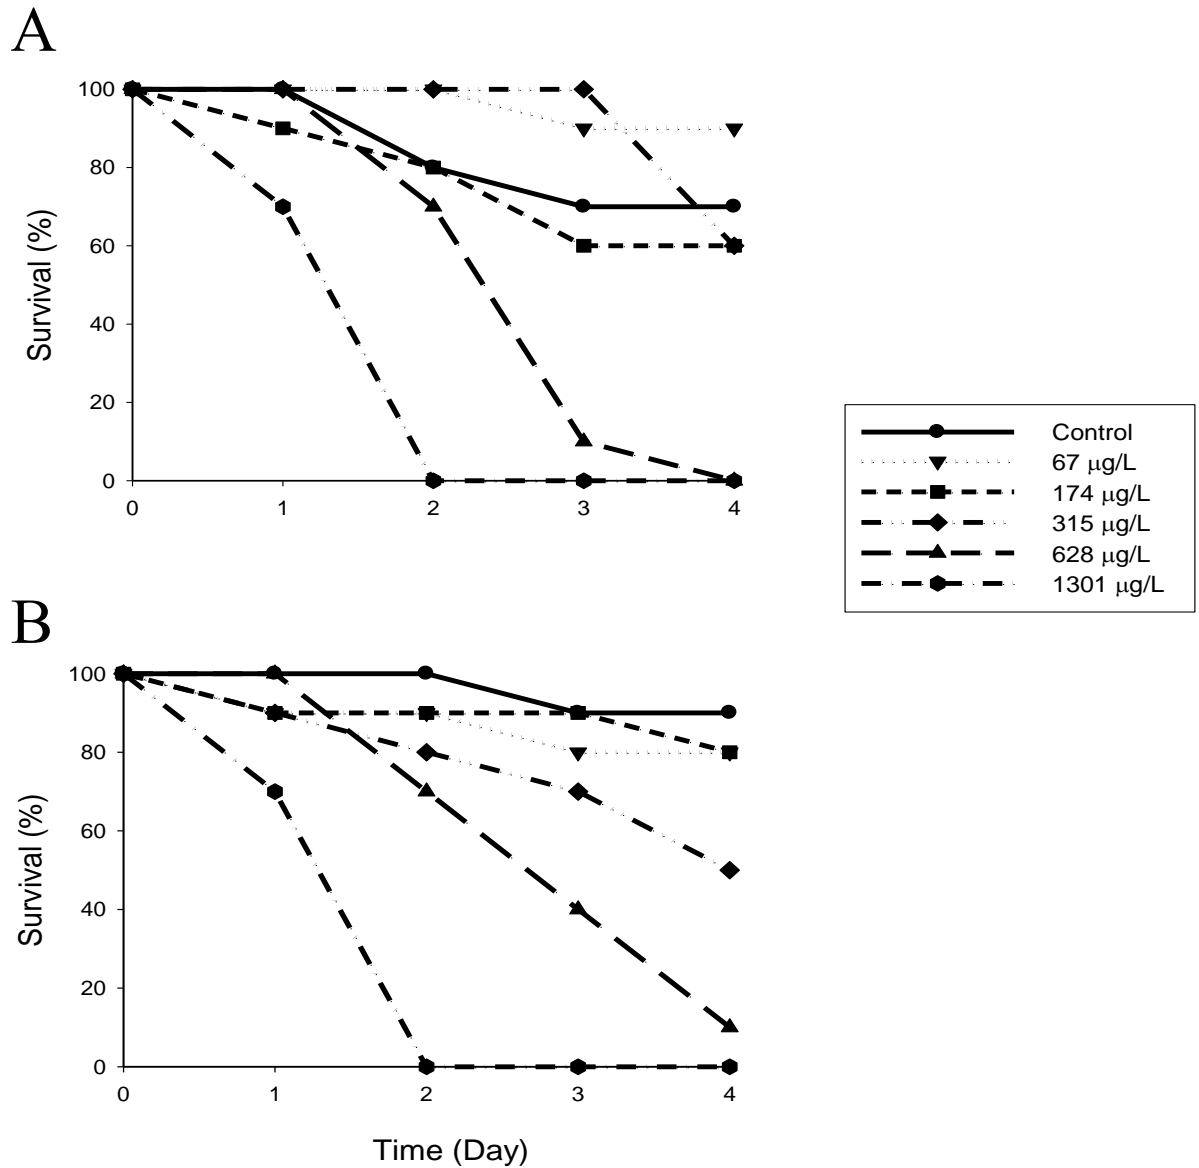 A
Survival (%)
100
80
60
40
20
0
0 1 2 3 4
Control
67 μg/L
174 μg/L
315 μg/L
628 μg/L
1301 μg/L
B
Survival (%)
100
80
60
40
20
0
0 1 2 3 4
Time (Day)